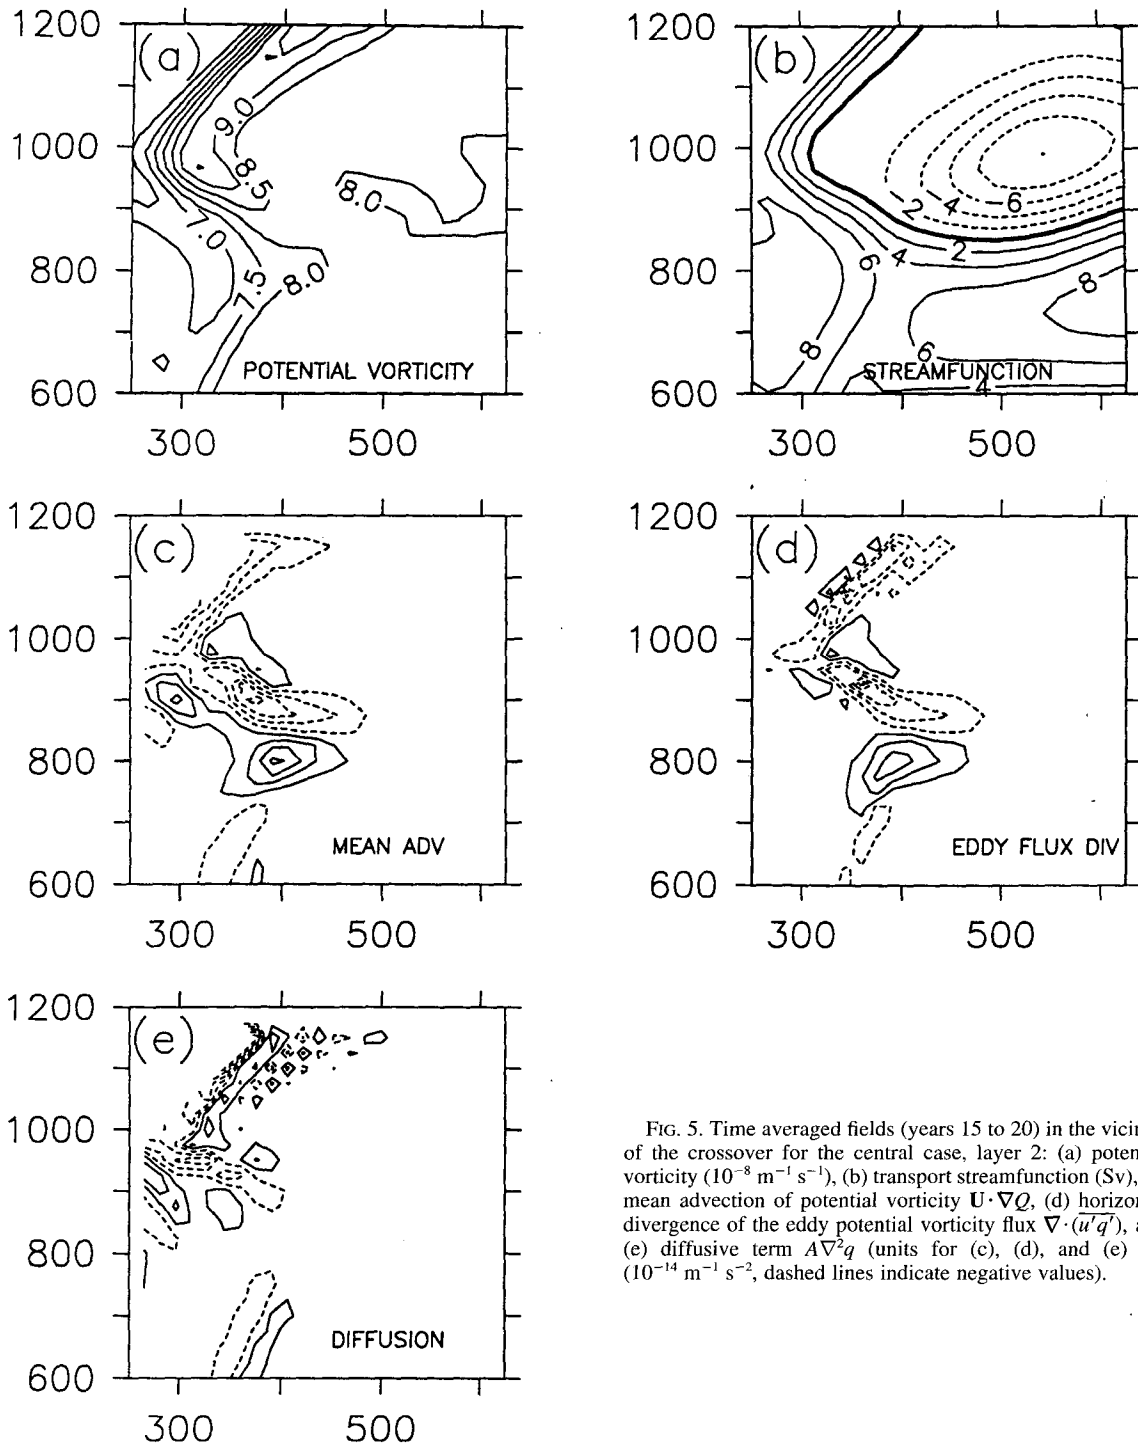 1200
(a)
1000
9.0
8.5
8.0
7.0
800
7.5
8.0
POTENTIAL VORTICITY
600
300
500
1200
(b)
1000
2
4
6
6
4
2
800
8
8
6
STREAMFUNCTION
4
600
300
500
1200
(c)
1000
800
MEAN ADV
600
300
500
1200
(d)
1000
800
EDDY FLUX DIV
600
300
500
1200
(e)
1000
800
DIFFUSION
600
300
500
FIG. 5. Time averaged fields (years 15 to 20) in the vicin
of the crossover for the central case, layer 2: (a) poten
vorticity (10⁻⁸ m⁻¹ s⁻¹), (b) transport streamfunction (Sv),
mean advection of potential vorticity U·∇Q, (d) horizon
divergence of the eddy potential vorticity flux ∇·(u′q′), a
(e) diffusive term A∇²q (units for (c), (d), and (e)
(10⁻¹⁴ m⁻¹ s⁻², dashed lines indicate negative values).